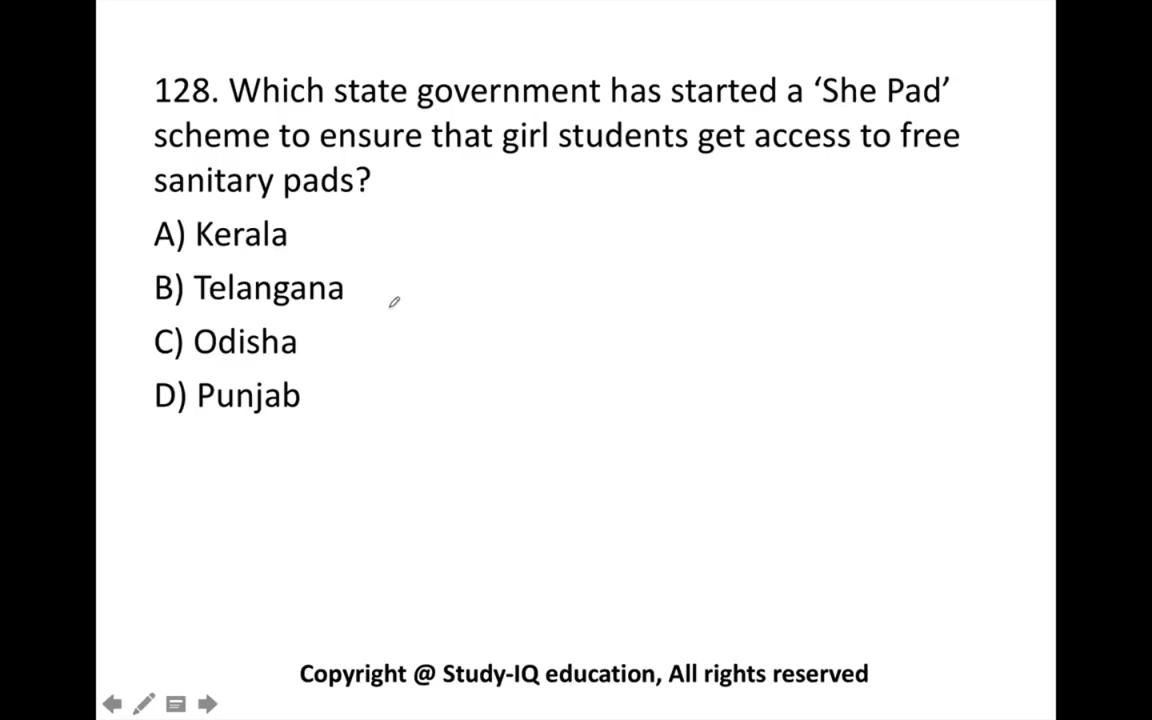 128. Which state government has started a ‘She Pad’
scheme to ensure that girl students get access to free
sanitary pads?
A) Kerala
B) Telangana
C) Odisha
D) Punjab
Copyright @ Study-IQ education, All rights reserved